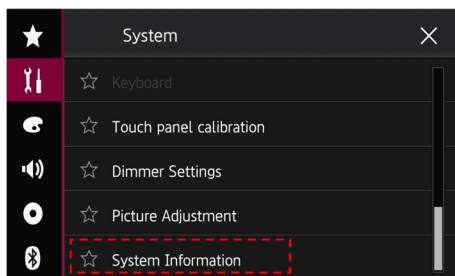 System
Keyboard
Touch panel calibration
Dimmer Settings
Picture Adjustment
System Information